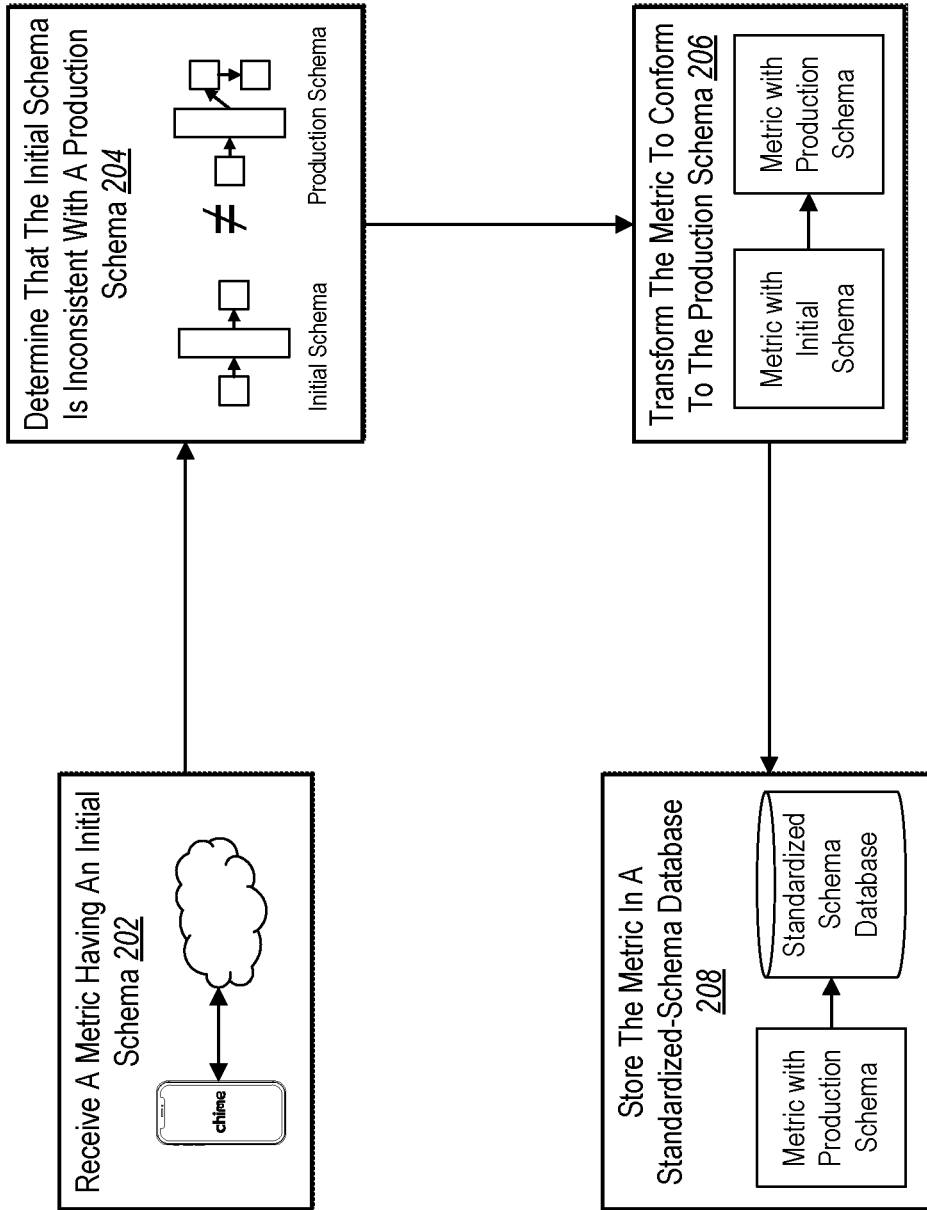 Receive A Metric Having An Initial
Schema 202
chime
Determine That The Initial Schema
Is Inconsistent With A Production
Schema 204
Initial Schema
Production Schema
Transform The Metric To Conform
To The Production Schema 206
Metric with
Initial
Schema
Metric with
Production
Schema
Store The Metric In A
Standardized-Schema Database
208
Metric with
Production
Schema
Standardized
Schema
Database